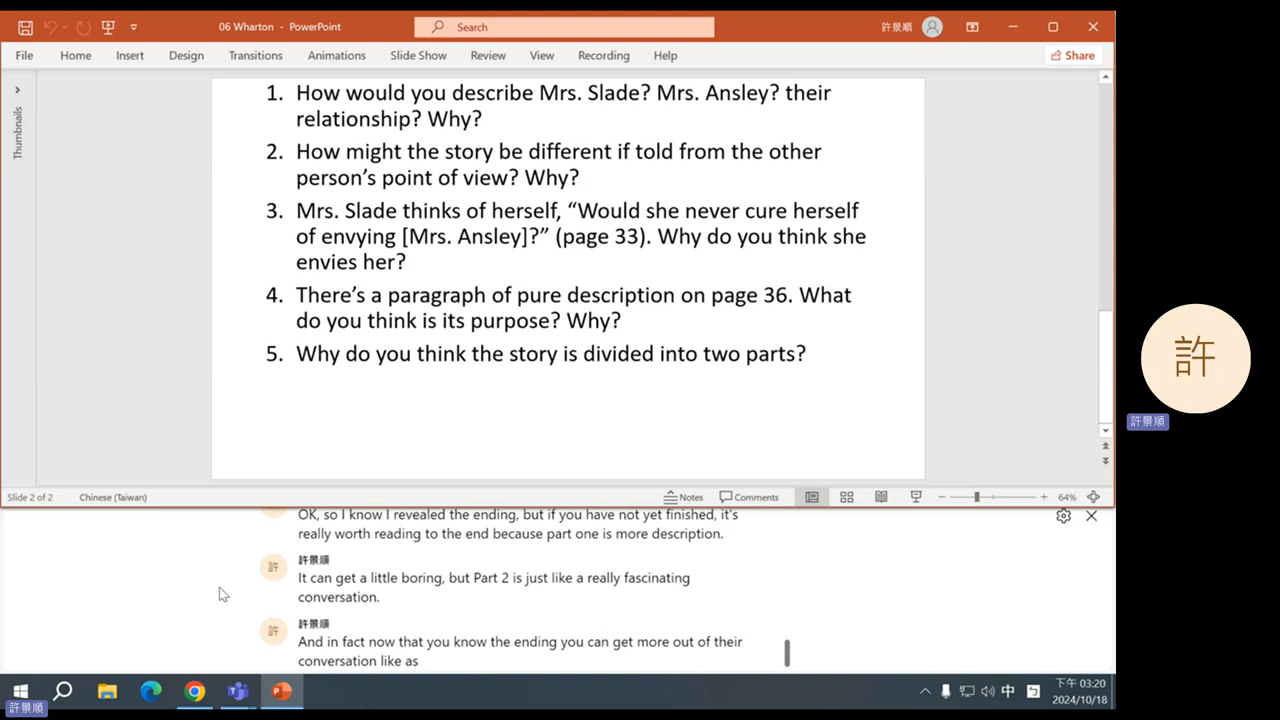 06 Wharton - PowerPoint
Search
許景順
File Home Insert Design Transitions Animations Slide Show Review View Recording Help
Share
Thumbnails
1. How would you describe Mrs. Slade? Mrs. Ansley? their
relationship? Why?
2. How might the story be different if told from the other
person's point of view? Why?
3. Mrs. Slade thinks of herself, “Would she never cure herself
of envying [Mrs. Ansley]?” (page 33). Why do you think she
envies her?
4. There's a paragraph of pure description on page 36. What
do you think is its purpose? Why?
5. Why do you think the story is divided into two parts?
許
許景順
Slide 2 of 2 Chinese (Taiwan) Notes Comments 64%
OK, so I know I revealed the ending, but if you have not yet finished, it's
really worth reading to the end because part one is more description.
許景順
許
It can get a little boring, but Part 2 is just like a really fascinating
conversation.
許景順
許
And in fact now that you know the ending you can get more out of their
conversation like as
中
下午 03:20
2024/10/18
許景順